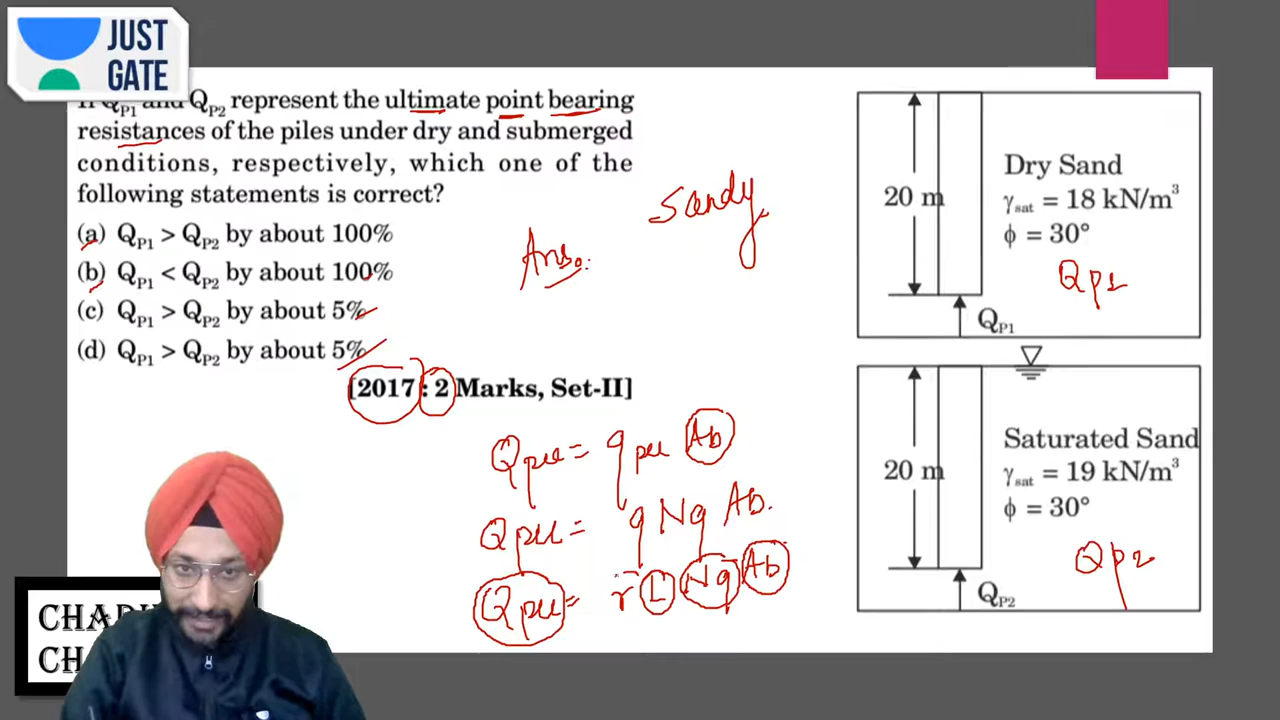 JUST
GATE
Q_P1 and Q_P2 represent the ultimate point bearing
resistances of the piles under dry and submerged
conditions, respectively, which one of the
following statements is correct?
(a) Q_P1 > Q_P2 by about 100%
(b) Q_P1 < Q_P2 by about 100%
(c) Q_P1 > Q_P2 by about 5%
(d) Q_P1 > Q_P2 by about 5%
[2017 : 2 Marks, Set-II]
Sandy
Ans.
Qpu = qpu Ab
Qpu = q Nq Ab.
Qpu = γ L Nq Ab
20 m
Dry Sand
γsat = 18 kN/m³
ϕ = 30°
Qp1
Q_P1
20 m
Saturated Sand
γsat = 19 kN/m³
ϕ = 30°
Qp2
Q_P2